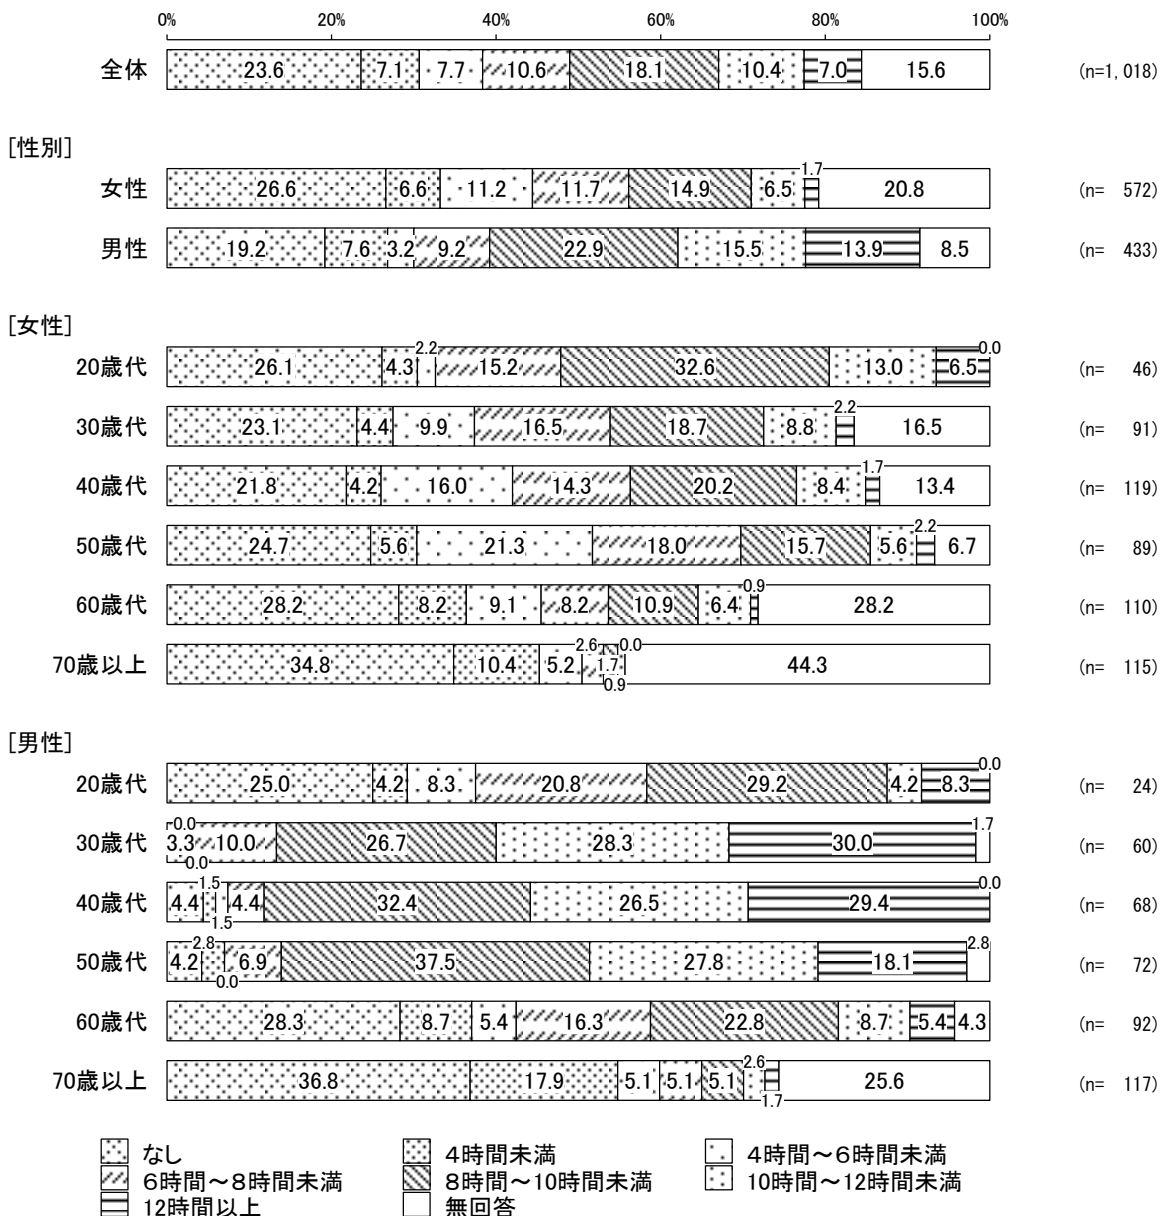 0% 20% 40% 60% 80% 100%
全体 23.6 7.1 7.7 10.6 18.1 10.4 7.0 15.6 (n=1,018)
[性別]
女性 26.6 6.6 11.2 11.7 14.9 6.5 1.7 20.8 (n= 572)
男性 19.2 7.6 3.2 9.2 22.9 15.5 13.9 8.5 (n= 433)
[女性]
20歳代 26.1 4.3 2.2 15.2 32.6 13.0 6.5 0.0 (n= 46)
30歳代 23.1 4.4 9.9 16.5 18.7 8.8 2.2 16.5 (n= 91)
40歳代 21.8 4.2 16.0 14.3 20.2 8.4 1.7 13.4 (n= 119)
50歳代 24.7 5.6 21.3 18.0 15.7 5.6 2.2 6.7 (n= 89)
60歳代 28.2 8.2 9.1 8.2 10.9 6.4 0.9 28.2 (n= 110)
70歳以上 34.8 10.4 5.2 2.6 1.7 0.9 0.0 44.3 (n= 115)
[男性]
20歳代 25.0 4.2 8.3 20.8 29.2 4.2 8.3 0.0 (n= 24)
30歳代 3.3 0.0 0.0 10.0 26.7 28.3 30.0 1.7 (n= 60)
40歳代 4.4 1.5 1.5 4.4 32.4 26.5 29.4 0.0 (n= 68)
50歳代 4.2 2.8 0.0 6.9 37.5 27.8 18.1 2.8 (n= 72)
60歳代 28.3 8.7 5.4 16.3 22.8 8.7 5.4 4.3 (n= 92)
70歳以上 36.8 17.9 5.1 5.1 5.1 2.6 1.7 25.6 (n= 117)
なし 4時間未満 4時間～6時間未満
6時間～8時間未満 8時間～10時間未満 10時間～12時間未満
12時間以上 無回答